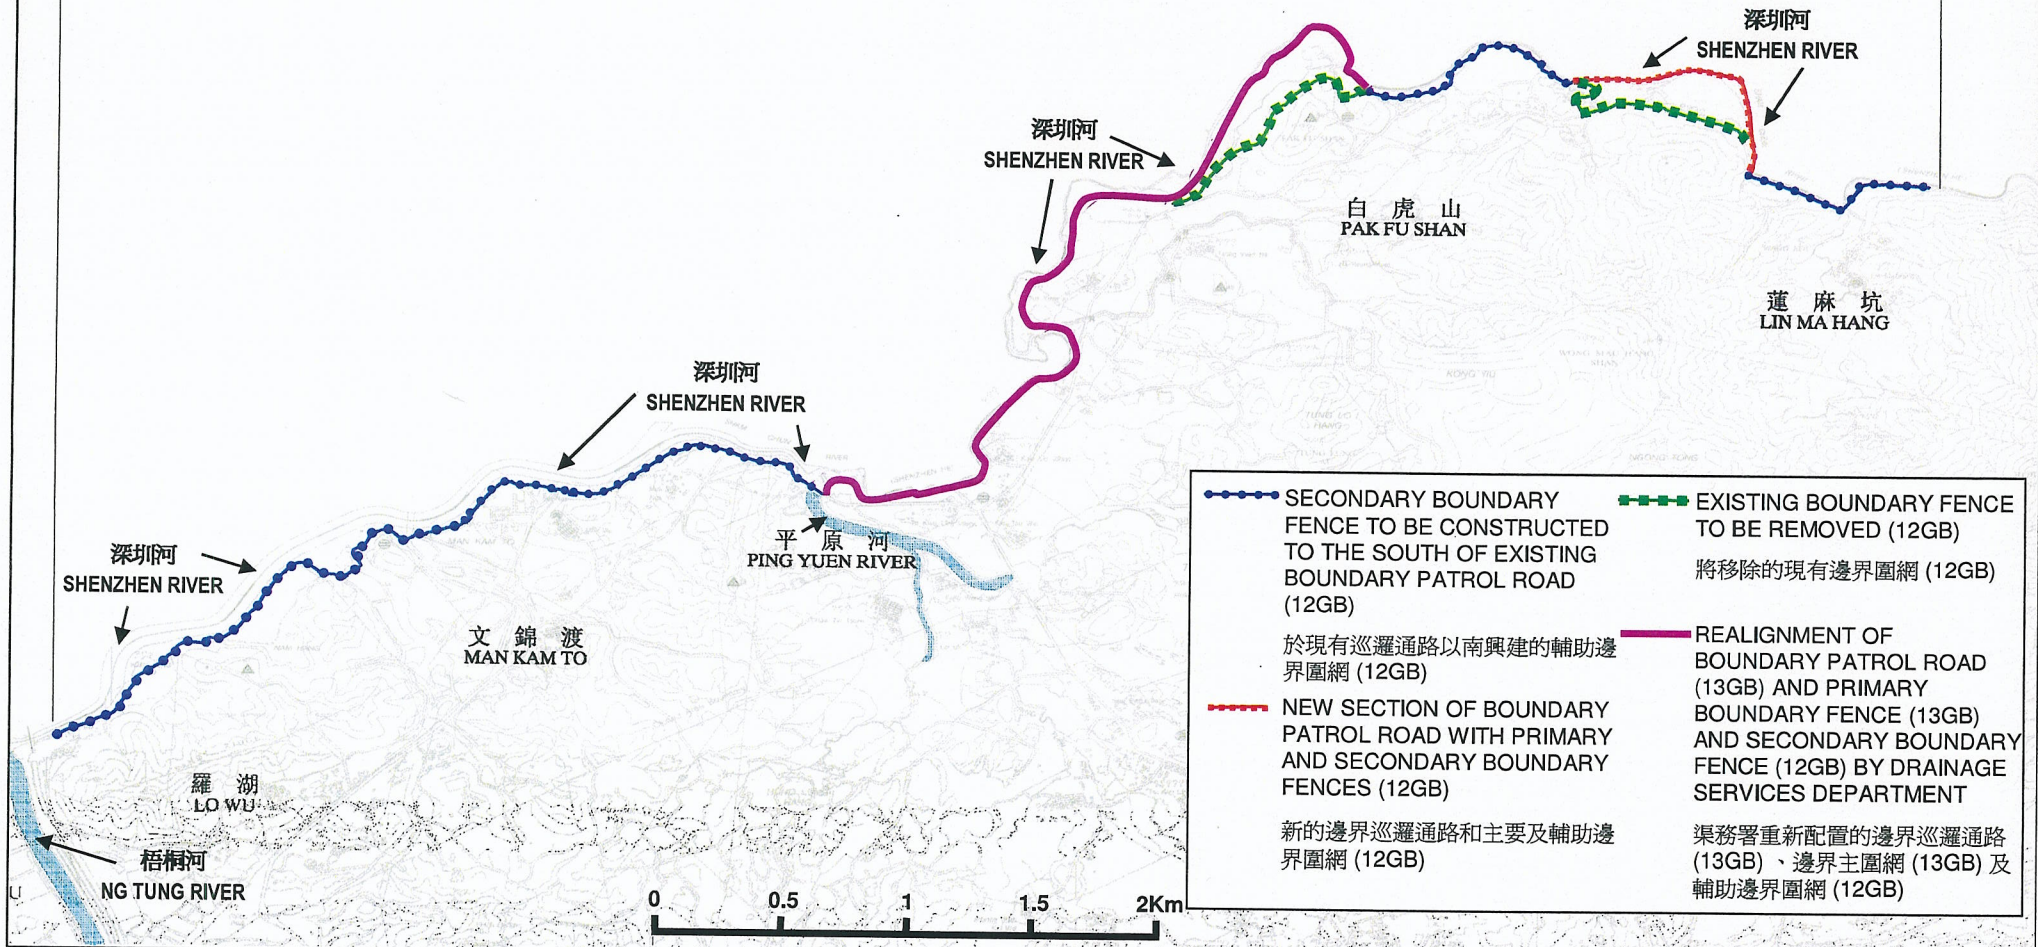 深圳河
SHENZHEN RIVER
深圳河
SHENZHEN RIVER
白 虎 山
PAK FU SHAN
蓮 麻 坑
LIN MA HANG
深圳河
SHENZHEN RIVER
平 原 河
PING YUEN RIVER
深圳河
SHENZHEN RIVER
文 錦 渡
MAN KAM TO
羅 湖
LO WU
梧桐河
NG TUNG RIVER
U
0 0.5 1 1.5 2Km
SECONDARY BOUNDARY
FENCE TO BE CONSTRUCTED
TO THE SOUTH OF EXISTING
BOUNDARY PATROL ROAD
(12GB)
於現有巡邏通路以南興建的輔助邊
界圍網 (12GB)
NEW SECTION OF BOUNDARY
PATROL ROAD WITH PRIMARY
AND SECONDARY BOUNDARY
FENCES (12GB)
新的邊界巡邏通路和主要及輔助邊
界圍網 (12GB)
EXISTING BOUNDARY FENCE
TO BE REMOVED (12GB)
將移除的現有邊界圍網 (12GB)
REALIGNMENT OF
BOUNDARY PATROL ROAD
(13GB) AND PRIMARY
BOUNDARY FENCE (13GB)
AND SECONDARY BOUNDARY
FENCE (12GB) BY DRAINAGE
SERVICES DEPARTMENT
渠務署重新配置的邊界巡邏通路
(13GB) 、邊界主圍網 (13GB) 及
輔助邊界圍網 (12GB)